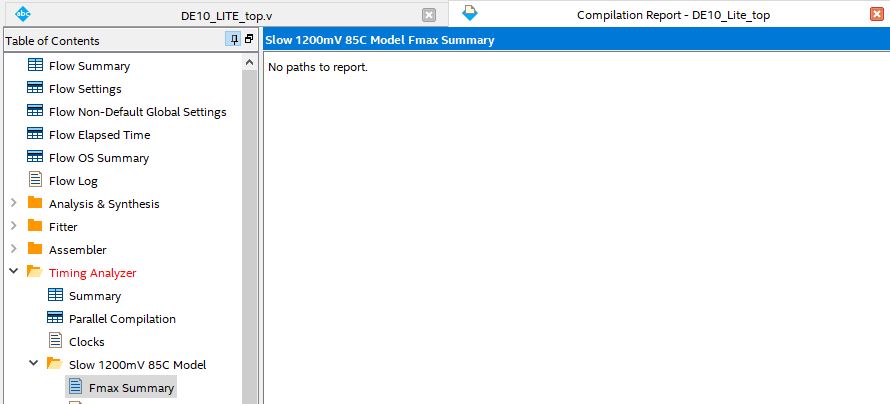 DE10_LITE_top.v
Compilation Report - DE10_Lite_top
Table of Contents
Slow 1200mV 85C Model Fmax Summary
No paths to report.
Flow Summary
Flow Settings
Flow Non-Default Global Settings
Flow Elapsed Time
Flow OS Summary
Flow Log
Analysis & Synthesis
Fitter
Assembler
Timing Analyzer
Summary
Parallel Compilation
Clocks
Slow 1200mV 85C Model
Fmax Summary